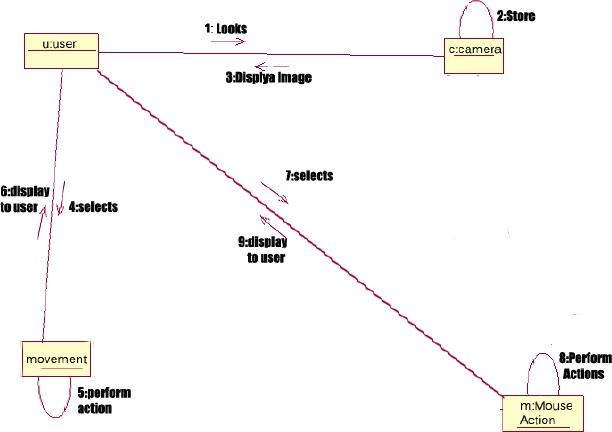 1: Looks
2:Store
u:user
c:camera
3:Displya Image
7:selects
6:display
to user
4:selects
9:display
to user
movement
8:Perform
Actions
5:perform
action
m:Mouse
Action